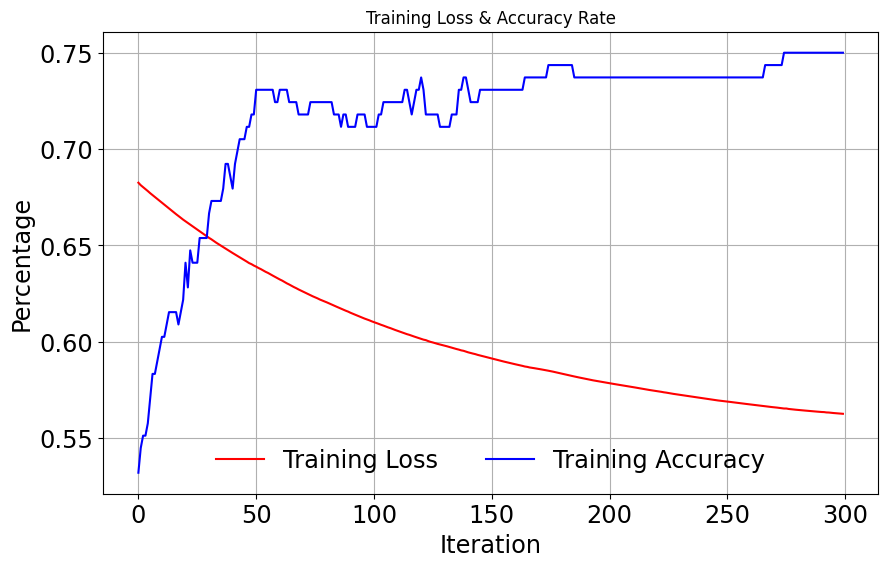 Training Loss & Accuracy Rate
0.75
0.70
0.65
0.60
0.55
Percentage
Training Loss
Training Accuracy
0 50 100 150 200 250 300
Iteration